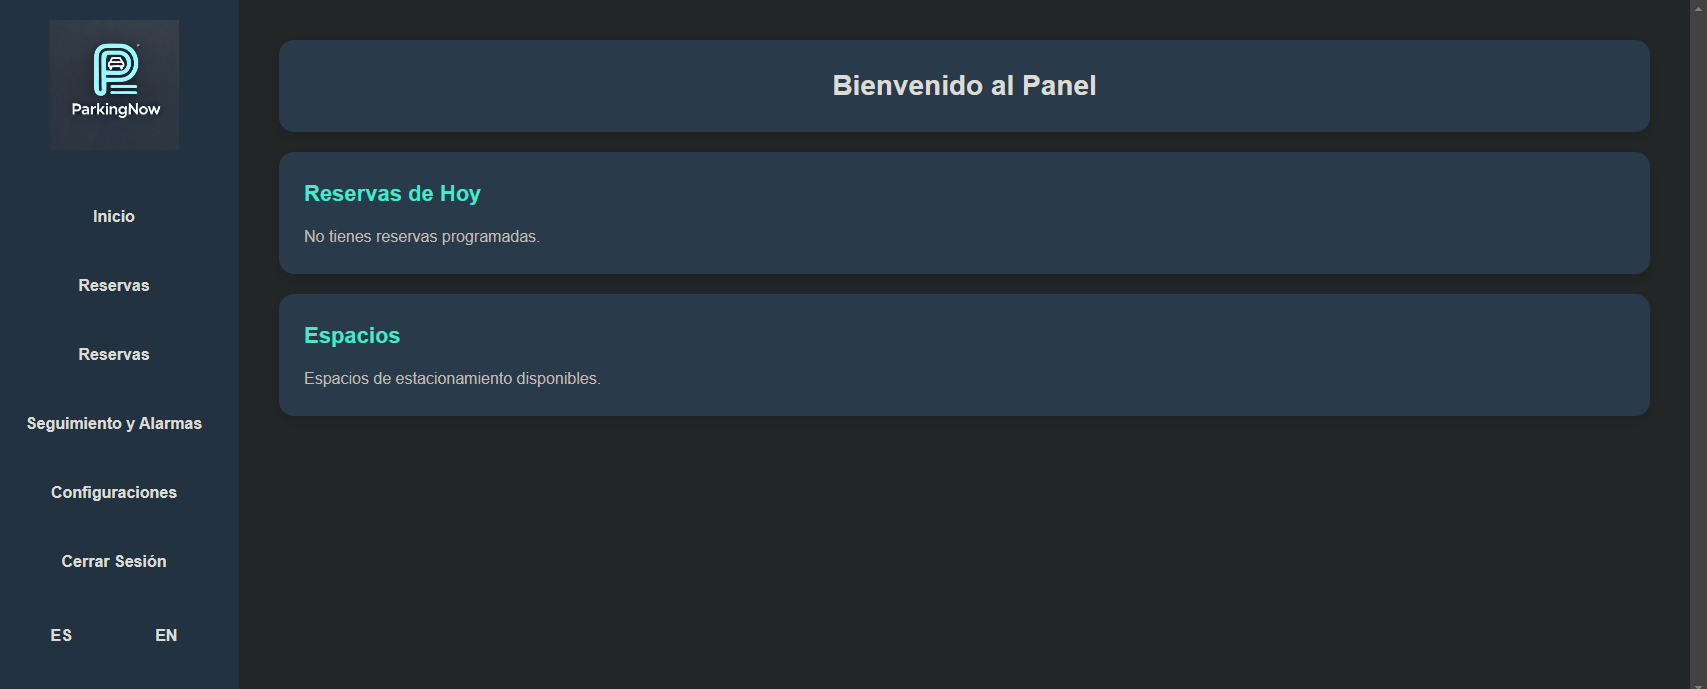 ParkingNow
Inicio
Reservas
Reservas
Seguimiento y Alarmas
Configuraciones
Cerrar Sesión
ES EN
Bienvenido al Panel
Reservas de Hoy
No tienes reservas programadas.
Espacios
Espacios de estacionamiento disponibles.